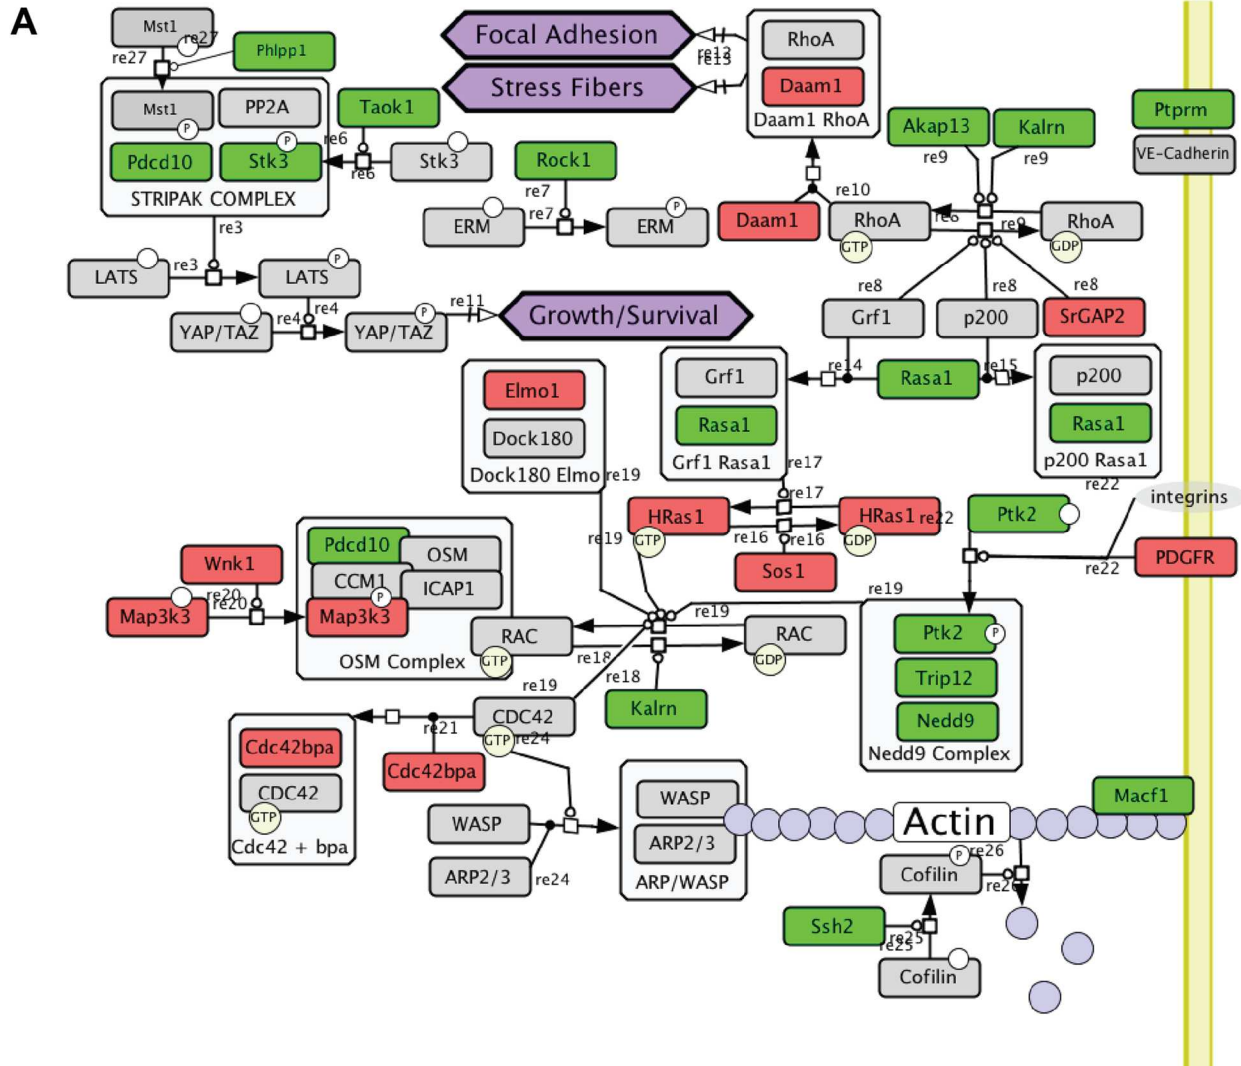 A
Mst1
re27
re27
Phlpp1
Mst1
P
PP2A
Pdcd10
Stk3
P
STRIPAK COMPLEX
Taok1
re6
re6
Stk3
Focal Adhesion
re12
re13
Stress Fibers
RhoA
Daam1
Daam1 RhoA
Rock1
re7
re7
ERM
ERM
P
Akap13
Kalrn
re9
re9
Ptprm
VE-Cadherin
re10
Daam1
RhoA
GTP
re8
re9
RhoA
GDP
re3
LATS
re3
LATS
P
re4
YAP/TAZ
re4
YAP/TAZ
P
re11
Growth/Survival
re8
re8
re8
Grf1
p200
SrGAP2
re14
Rasa1
re15
Grf1
Rasa1
Grf1 Rasa1
p200
Rasa1
p200 Rasa1
Elmo1
Dock180
Dock180 Elmo
re19
re17
re17
re22
integrins
HRas1
GTP
re16
re16
HRas1
re22
GDP
Ptk2
re22
PDGFR
Sos1
re19
Wnk1
re20
re20
Map3k3
Pdcd10
OSM
CCM1
ICAP1
Map3k3
P
OSM Complex
RAC
GTP
re18
re18
re19
re19
RAC
GDP
Kalrn
re19
Ptk2
P
Trip12
Nedd9
Nedd9 Complex
CDC42
GTP
re24
re21
Cdc42bpa
Cdc42bpa
CDC42
GTP
Cdc42 + bpa
WASP
ARP2/3
re24
WASP
ARP2/3
ARP/WASP
Actin
Macf1
Cofilin
P
re26
re26
Ssh2
re25
re25
Cofilin